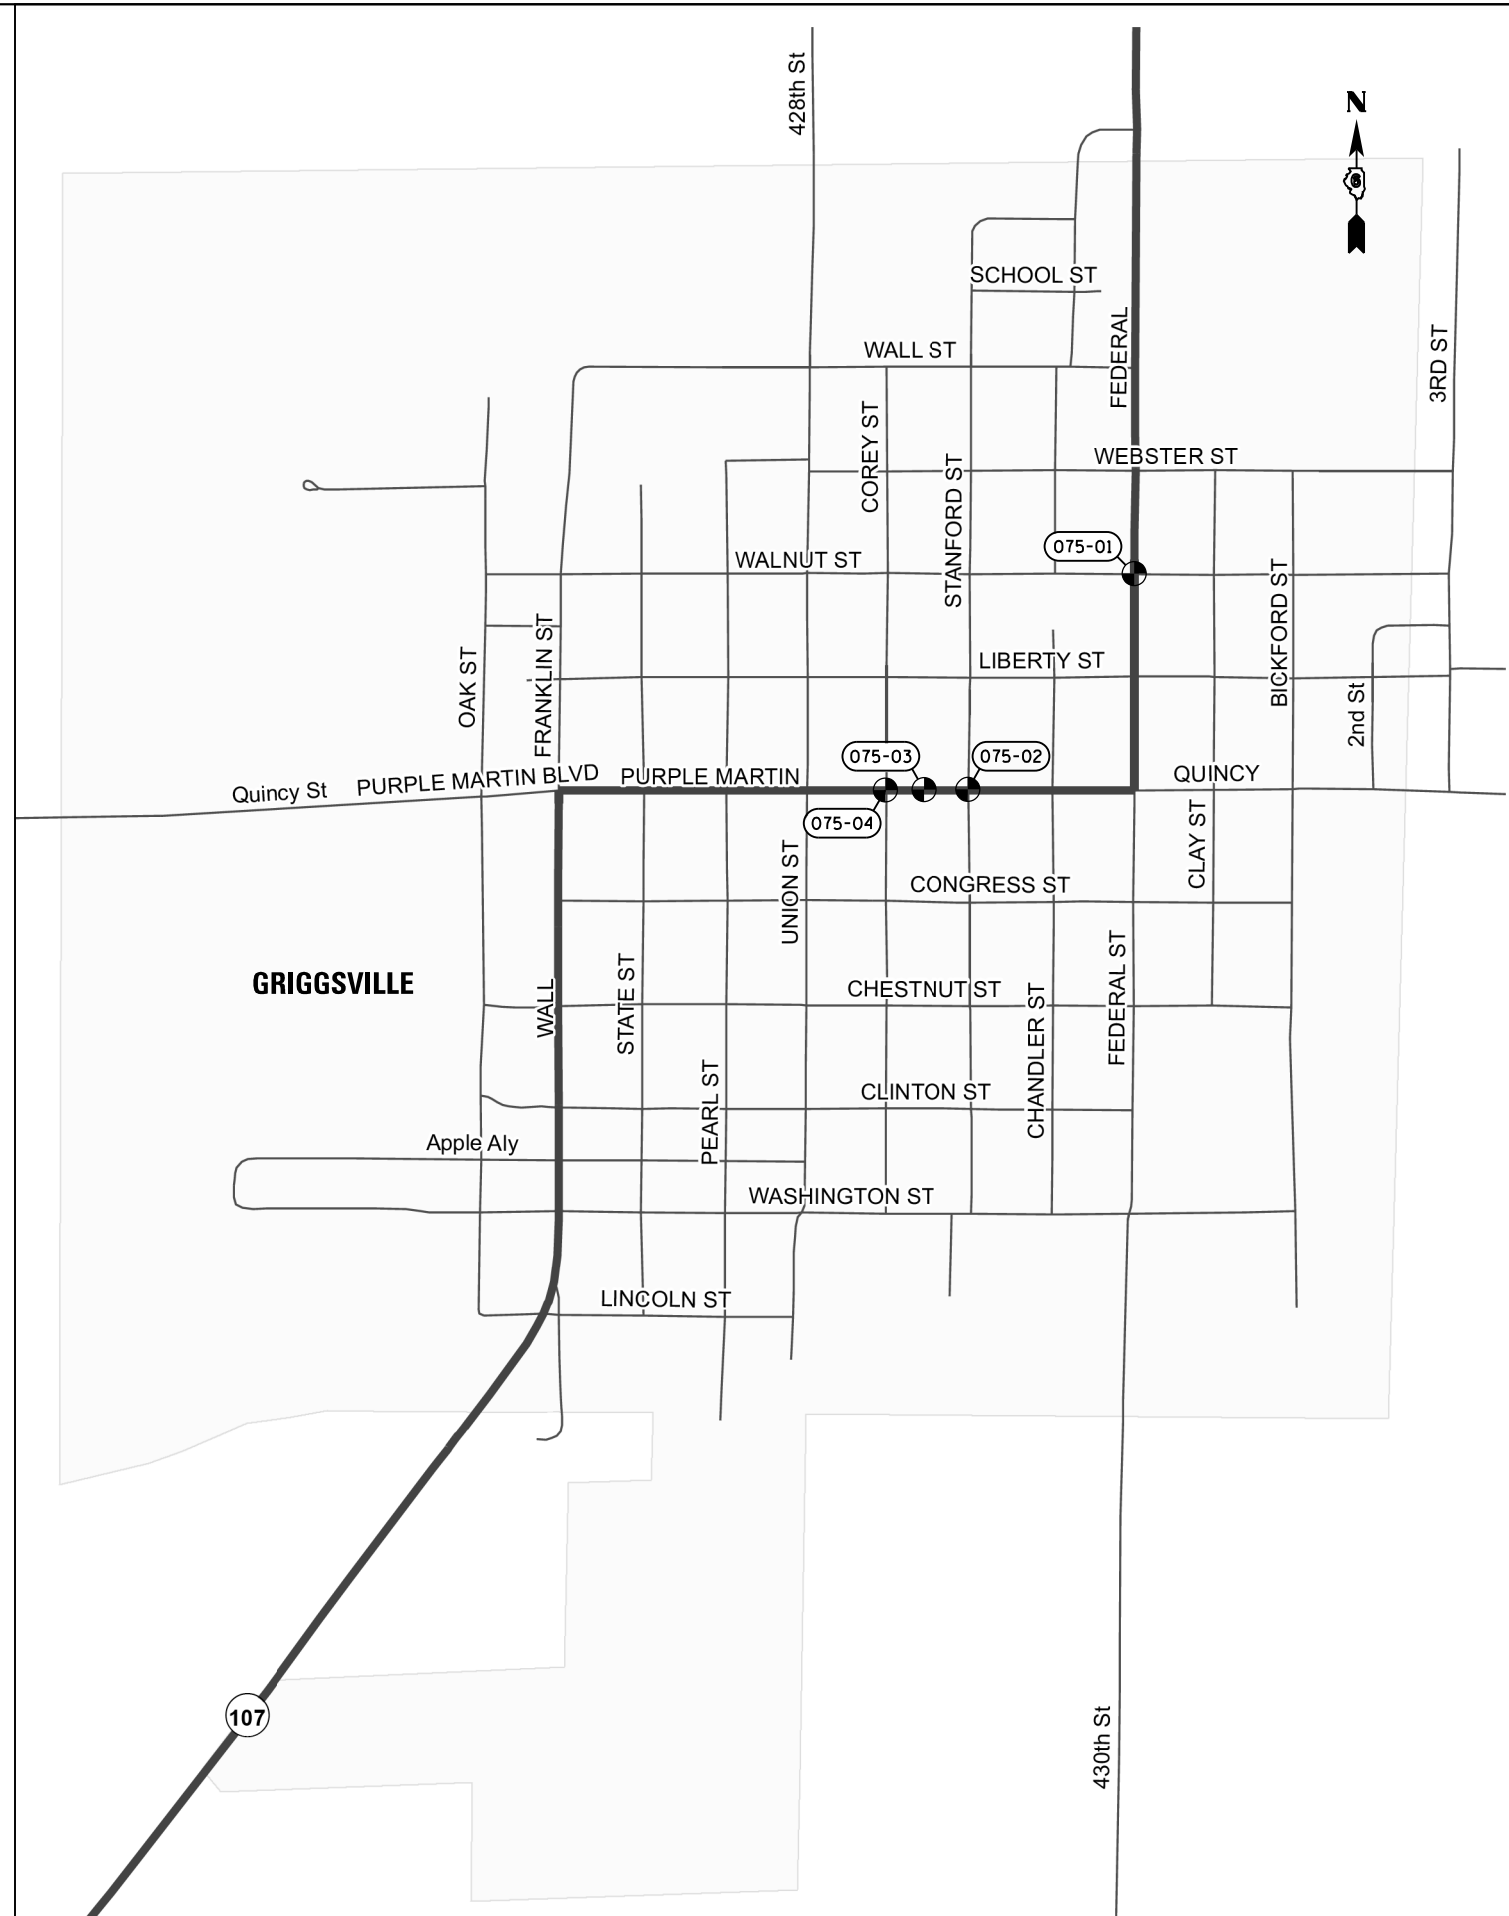 428th St
N
6
SCHOOL ST
FEDERAL
3RD ST
WALL ST
COREY ST
STANFORD ST
WEBSTER ST
075-01
WALNUT ST
BICKFORD ST
FRANKLIN ST
OAK ST
LIBERTY ST
2nd St
075-03
075-02
Quincy St
PURPLE MARTIN BLVD
PURPLE MARTIN
QUINCY
075-04
CLAY ST
UNION ST
CONGRESS ST
GRIGGSVILLE
WALL
STATE ST
CHESTNUT ST
CHANDLER ST
FEDERAL ST
PEARL ST
CLINTON ST
Apple Aly
WASHINGTON ST
LINCOLN ST
107
430th St